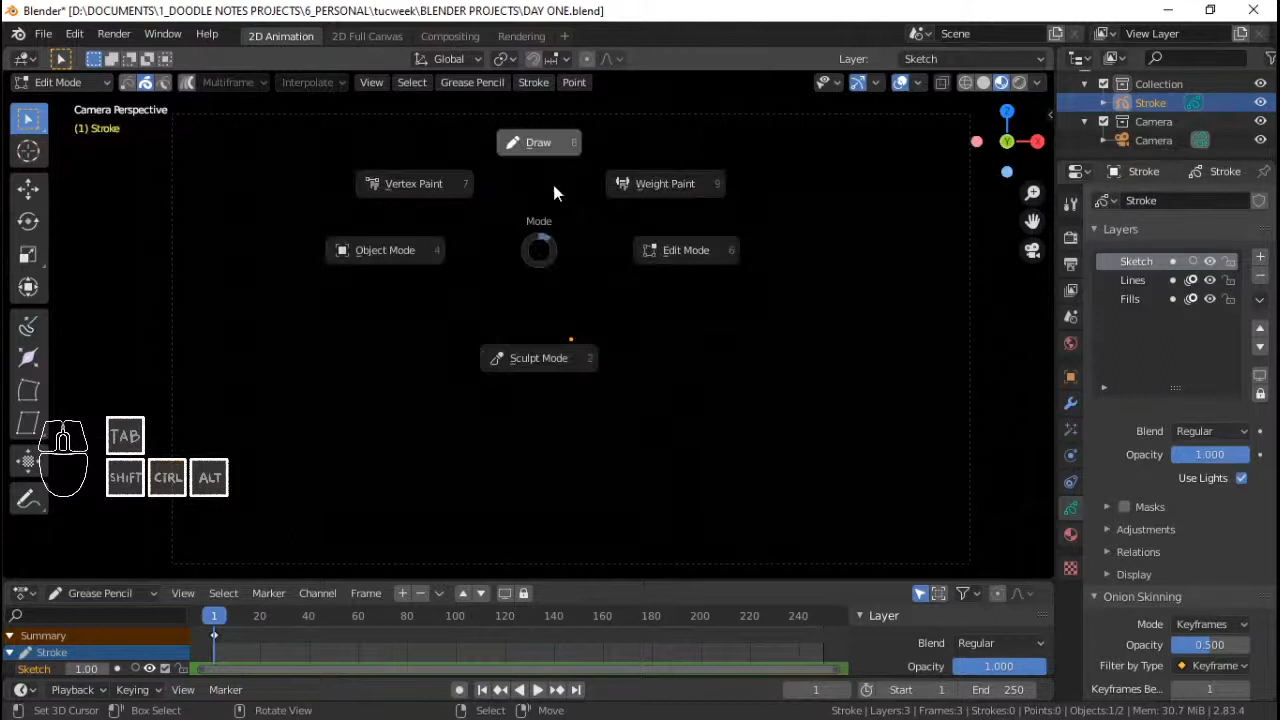 Blender* [D:\DOCUMENTS\1_DOODLE NOTES PROJECTS\6_PERSONAL\tucweek\BLENDER PROJECTS\DAY ONE.blend]
File Edit Render Window Help 2D Animation 2D Full Canvas Compositing Rendering + Scene View Layer
Global Layer: Sketch
Edit Mode Multiframe Interpolate View Select Grease Pencil Stroke Point
Camera Perspective
(1) Stroke
Draw 8
Vertex Paint 7
Weight Paint 9
Mode
Object Mode 4
Edit Mode 6
Sculpt Mode 2
Z
Y
X
TAB
SHIFT CTRL ALT
Collection
Stroke
Camera
Camera
Stroke Stroke
Stroke
Layers
Sketch
Lines
Fills
Blend Regular
Opacity 1.000
Use Lights
Masks
Adjustments
Relations
Display
Onion Skinning
Mode Keyframes
Opacity 0.500
Filter by Type Keyframe
Keyframes Be... 1
Grease Pencil View Select Marker Channel Frame
1 20 40 60 80 100 120 140 160 180 200 220 240
Summary
Stroke
Sketch 1.00
Layer
Blend Regular
Opacity 1.000
Playback Keying View Marker 1 Start 1 End 250
Set 3D Cursor Box Select Rotate View Select Move Stroke | Layers:3 | Frames:3 | Strokes:0 | Points:0 | Objects:1/2 | Mem: 30.7 MiB | 2.83.4